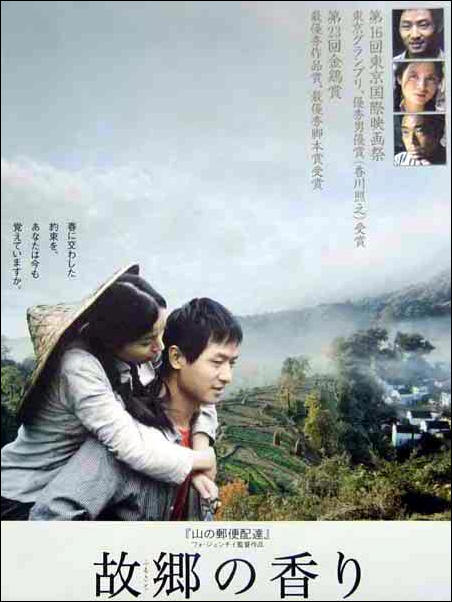 第16回東京国際映画祭
東京グランプリ、優秀男優賞(香川照之)受賞
第23回金鶏賞
最優秀作品賞、最優秀脚本賞受賞
春に交わした
約束を、
あなたは今も
覚えていますか。
『山の郵便配達』
フォ・ジェンチイ監督作品
ふるさと
故郷の香り